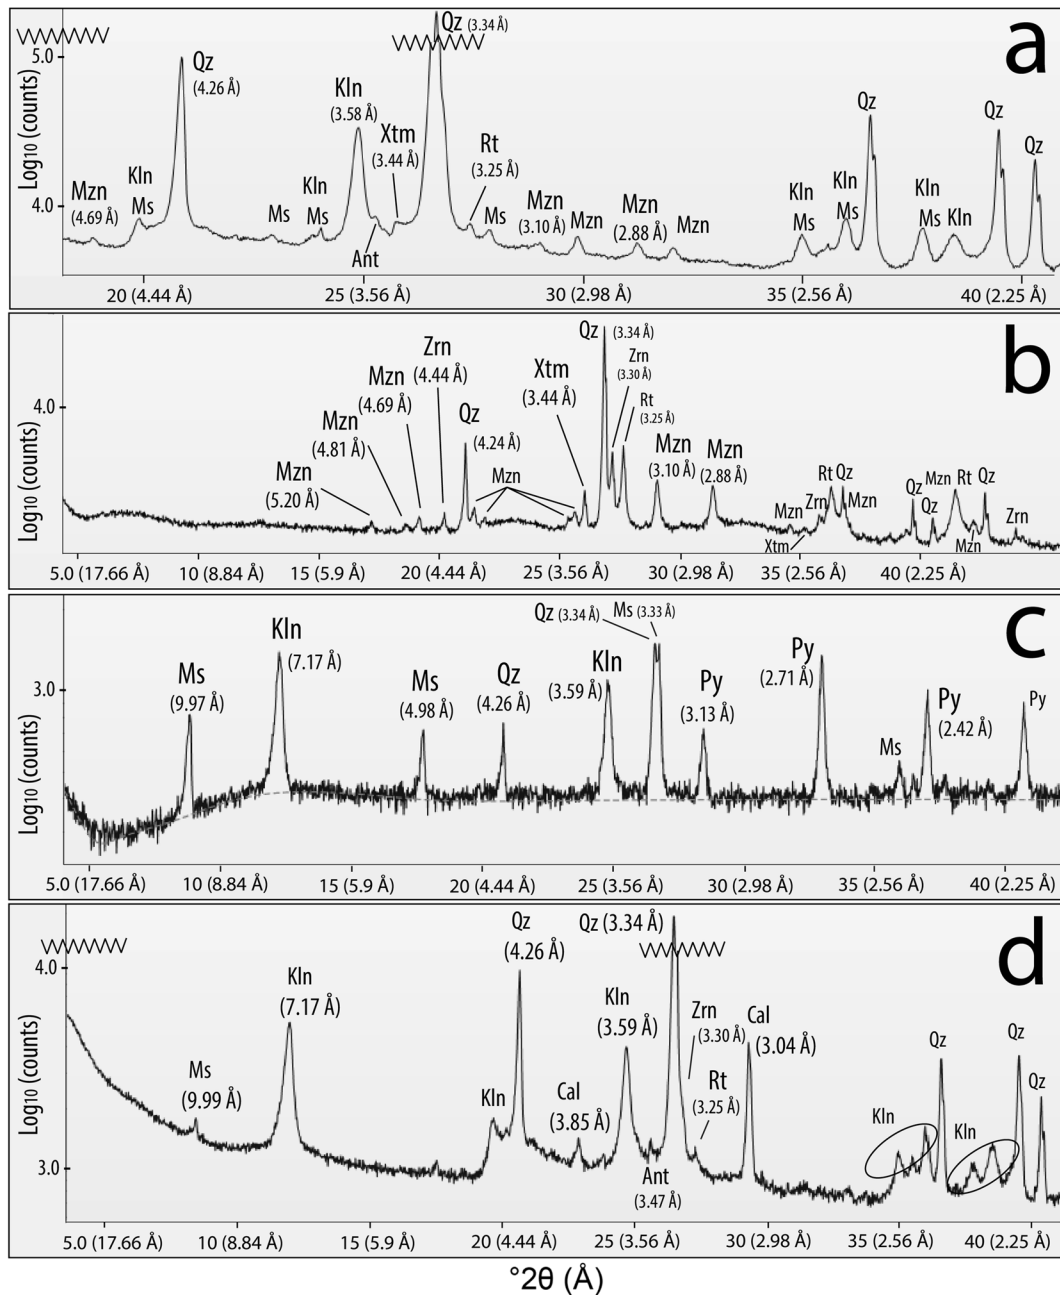 a
Log10 (counts)
5.0
4.0
Mzn
(4.69 Å)
Kln
Ms
Qz
(4.26 Å)
Ms
Kln
Ms
Kln
(3.58 Å)
Ant
Xtm
(3.44 Å)
Qz (3.34Å)
Rt
(3.25 Å)
Ms
Mzn
(3.10 Å)
Mzn
Mzn
(2.88 Å)
Mzn
Kln
Ms
Kln
Ms
Qz
Kln
Ms
Kln
Qz
Qz
20 (4.44 Å)
25 (3.56 Å)
30 (2.98 Å)
35 (2.56 Å)
40 (2.25 Å)
b
Log10 (counts)
4.0
Mzn
(5.20 Å)
Mzn
(4.81 Å)
Mzn
(4.69 Å)
Zrn
(4.44 Å)
Qz
(4.24 Å)
Mzn
Xtm
(3.44 Å)
Qz (3.34 Å)
Zrn
(3.30 Å)
Rt
(3.25 Å)
Mzn
(3.10 Å)
Mzn
(2.88 Å)
Mzn
Xtm
Zrn
Rt
Qz
Mzn
Qz
Qz
Mzn
Rt
Mzn
Qz
Zrn
5.0 (17.66 Å)
10 (8.84 Å)
15 (5.9 Å)
20 (4.44 Å)
25 (3.56 Å)
30 (2.98 Å)
35 (2.56 Å)
40 (2.25 Å)
c
Log10 (counts)
3.0
Ms
(9.97 Å)
Kln
(7.17 Å)
Ms
(4.98 Å)
Qz
(4.26 Å)
Kln
(3.59 Å)
Qz (3.34 Å)
Ms (3.33 Å)
Py
(3.13 Å)
Py
(2.71 Å)
Ms
Py
(2.42 Å)
Py
5.0 (17.66 Å)
10 (8.84 Å)
15 (5.9 Å)
20 (4.44 Å)
25 (3.56 Å)
30 (2.98 Å)
35 (2.56 Å)
40 (2.25 Å)
d
Log10 (counts)
4.0
3.0
Ms
(9.99 Å)
Kln
(7.17 Å)
Kln
Qz
(4.26 Å)
Cal
(3.85 Å)
Kln
(3.59 Å)
Ant
(3.47 Å)
Qz (3.34 Å)
Zrn
(3.30 Å)
Rt
(3.25 Å)
Cal
(3.04 Å)
Kln
Qz
Kln
Qz
Qz
5.0 (17.66 Å)
10 (8.84 Å)
15 (5.9 Å)
20 (4.44 Å)
25 (3.56 Å)
30 (2.98 Å)
35 (2.56 Å)
40 (2.25 Å)
°2θ (Å)